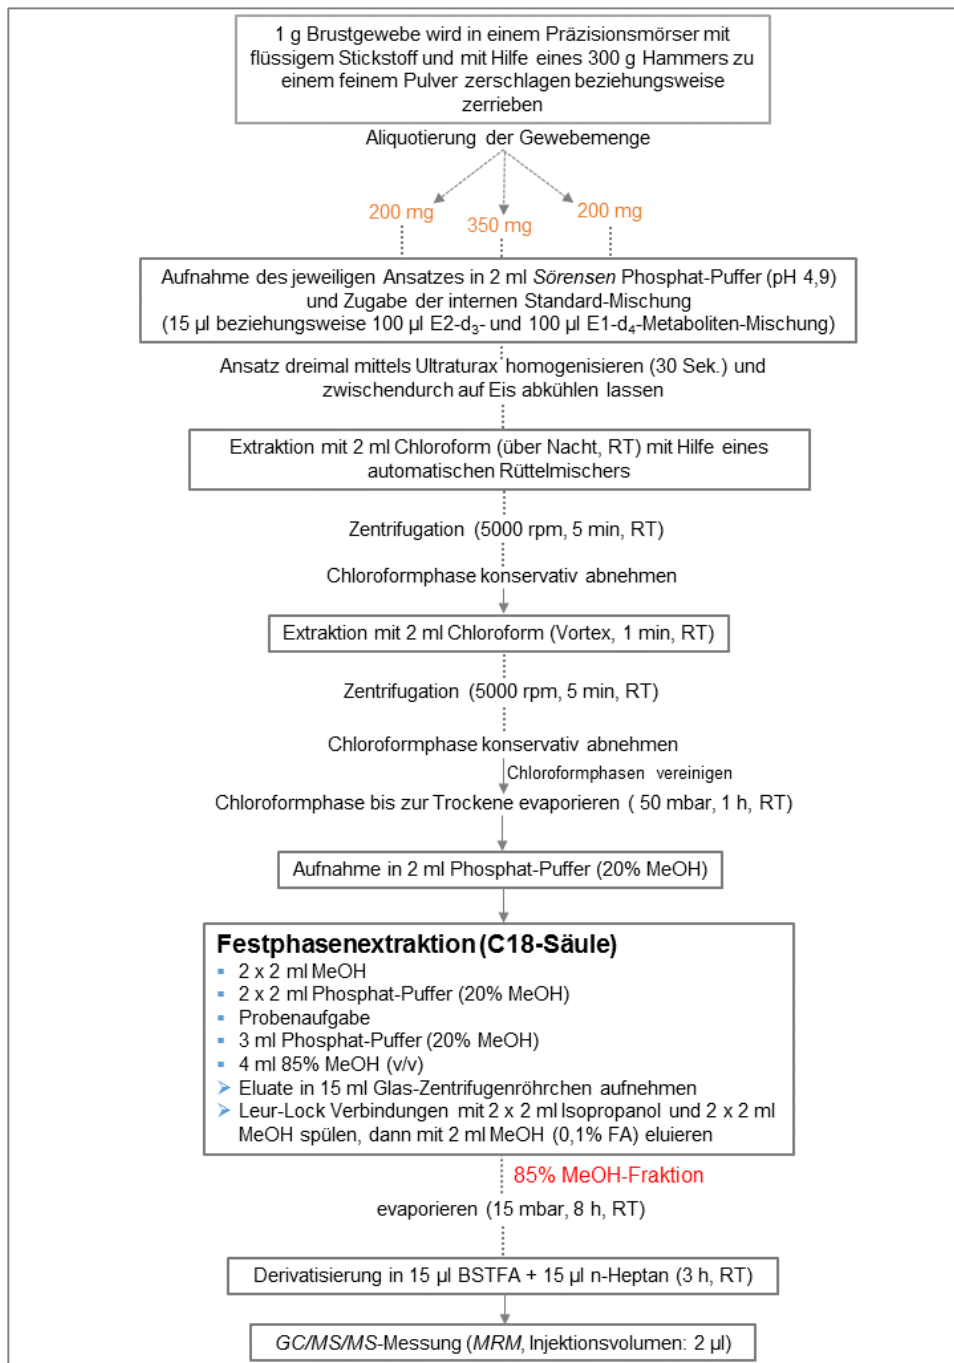 1 g Brustgewebe wird in einem Präzisionsmörser mit
flüssigem Stickstoff und mit Hilfe eines 300 g Hammers zu
einem feinem Pulver zerschlagen beziehungsweise
zerrieben
Aliquotierung der Gewebemenge
200 mg
350 mg
200 mg
Aufnahme des jeweiligen Ansatzes in 2 ml Sörensen Phosphat-Puffer (pH 4,9)
und Zugabe der internen Standard-Mischung
(15 µl beziehungsweise 100 µl E2-d₃- und 100 µl E1-d₄-Metaboliten-Mischung)
Ansatz dreimal mittels Ultraturax homogenisieren (30 Sek.) und
zwischendurch auf Eis abkühlen lassen
Extraktion mit 2 ml Chloroform (über Nacht, RT) mit Hilfe eines
automatischen Rüttelmischers
Zentrifugation (5000 rpm, 5 min, RT)
Chloroformphase konservativ abnehmen
Extraktion mit 2 ml Chloroform (Vortex, 1 min, RT)
Zentrifugation (5000 rpm, 5 min, RT)
Chloroformphase konservativ abnehmen
Chloroformphasen vereinigen
Chloroformphase bis zur Trockene evaporieren ( 50 mbar, 1 h, RT)
Aufnahme in 2 ml Phosphat-Puffer (20% MeOH)
Festphasenextraktion (C18-Säule)
▪ 2 x 2 ml MeOH
▪ 2 x 2 ml Phosphat-Puffer (20% MeOH)
▪ Probenaufgabe
▪ 3 ml Phosphat-Puffer (20% MeOH)
▪ 4 ml 85% MeOH (v/v)
➢ Eluate in 15 ml Glas-Zentrifugenröhrchen aufnehmen
➢ Leur-Lock Verbindungen mit 2 x 2 ml Isopropanol und 2 x 2 ml
MeOH spülen, dann mit 2 ml MeOH (0,1% FA) eluieren
85% MeOH-Fraktion
evaporieren (15 mbar, 8 h, RT)
Derivatisierung in 15 µl BSTFA + 15 µl n-Heptan (3 h, RT)
GC/MS/MS-Messung (MRM, Injektionsvolumen: 2 µl)